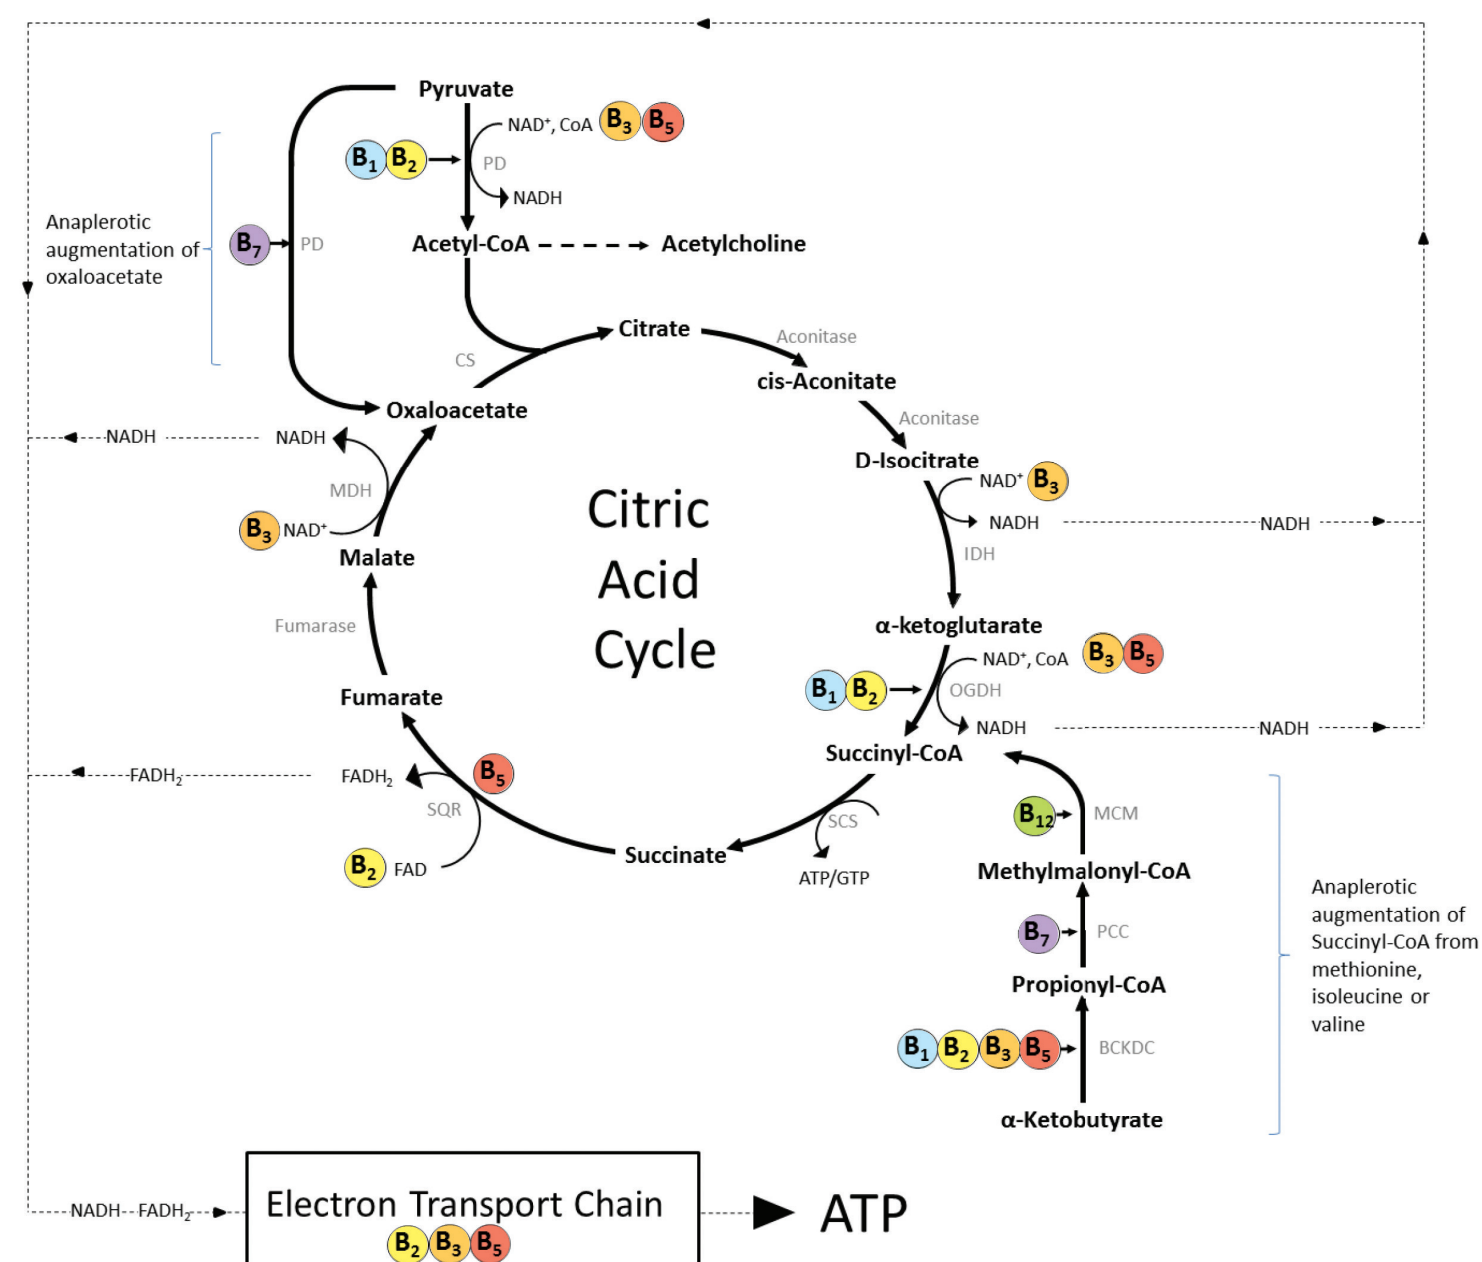 Pyruvate
NAD⁺, CoA B₃ B₅
B₁ B₂
PD
NADH
Anaplerotic
augmentation of
oxaloacetate
B₇
PD
Acetyl-CoA
Acetylcholine
Citrate
Aconitase
CS
cis-Aconitate
Oxaloacetate
Aconitase
NADH
NADH
D-Isocitrate
NAD⁺ B₃
MDH
NADH
NADH
B₃ NAD⁺
IDH
Malate
Citric
Acid
Cycle
Fumarase
α-ketoglutarate
NAD⁺, CoA B₃ B₅
B₁ B₂
OGDH
Fumarate
NADH
NADH
Succinyl-CoA
FADH₂
FADH₂
B₅
SQR
B₂ FAD
SCS
ATP/GTP
Succinate
B₁₂
MCM
Methylmalonyl-CoA
B₇
PCC
Propionyl-CoA
B₁ B₂ B₃ B₅
BCKDC
α-Ketobutyrate
Anaplerotic
augmentation of
Succinyl-CoA from
methionine,
isoleucine or
valine
NADH FADH₂
Electron Transport Chain
B₂ B₃ B₅
ATP